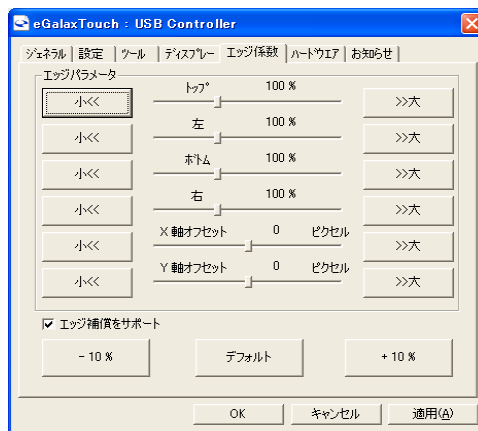 eGalaxTouch : USB Controller
ジェネラル 設定 ツール ディスプレー エッジ係数 ハードウエア お知らせ
エッジパラメータ
小<< トップ 100 % >>大
小<< 左 100 % >>大
小<< ボトム 100 % >>大
小<< 右 100 % >>大
小<< X 軸オフセット 0 ピクセル >>大
小<< Y 軸オフセット 0 ピクセル >>大
エッジ補償をサポート
- 10 % デフォルト + 10 %
OK キャンセル 適用(A)